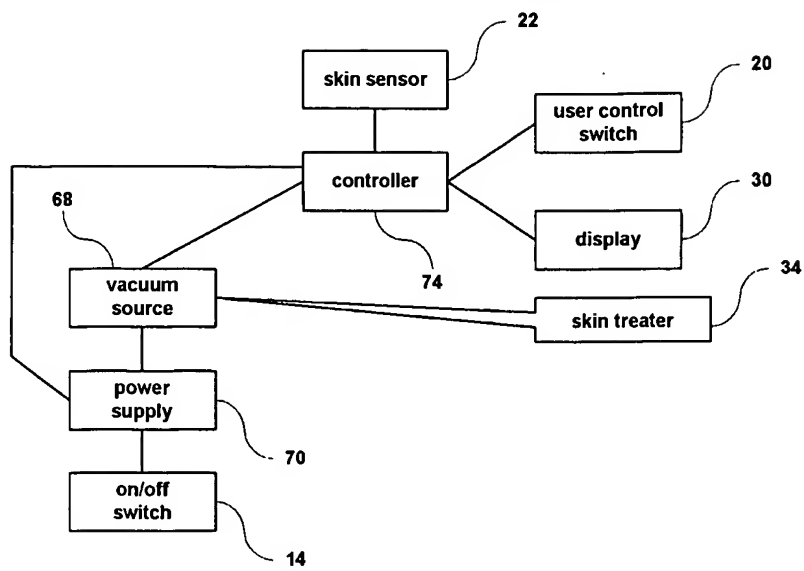 22
skin sensor
20
user control
switch
controller
30
68
display
74
34
vacuum
source
skin treater
power
supply
70
on/off
switch
14